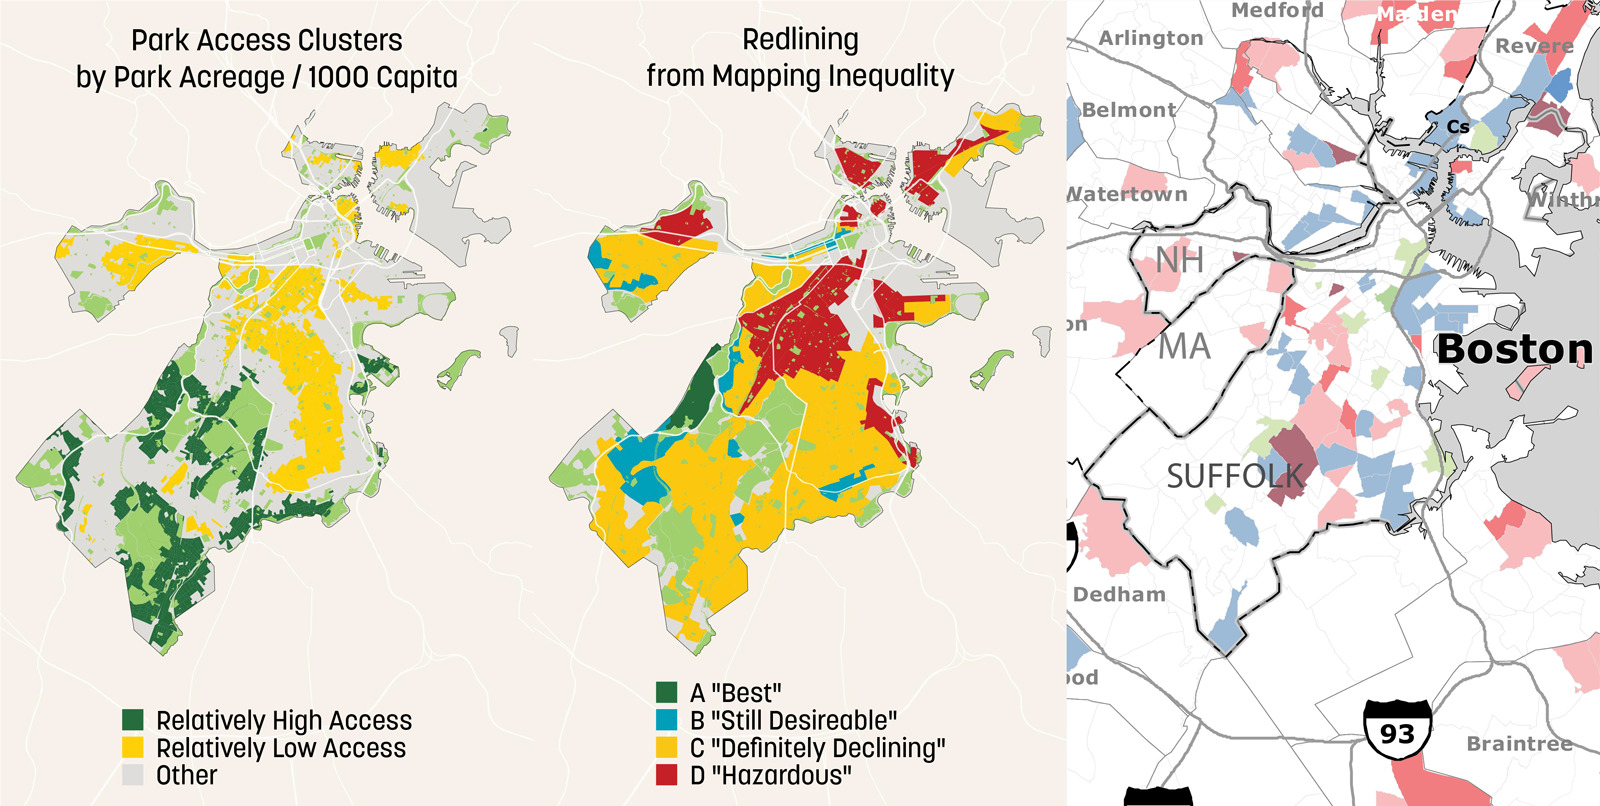 Park Access Clusters
by Park Acreage / 1000 Capita
Relatively High Access
Relatively Low Access
Other
Redlining
from Mapping Inequality
A "Best"
B "Still Desireable"
C "Definitely Declining"
D "Hazardous"
Medford
Malden
Arlington
Revere
Belmont
Cs
Watertown
Winthr
NH
on
MA
Boston
SUFFOLK
Dedham
ood
93
Braintree